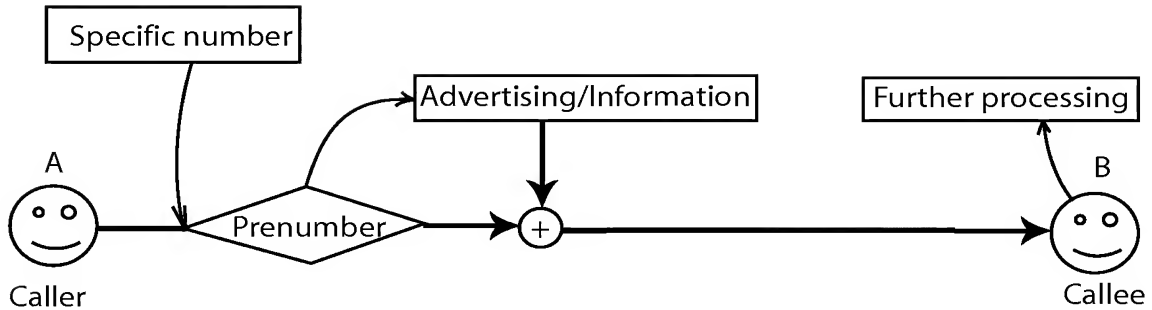 Specific number
Advertising/Information
Further processing
A
B
Prenumber
+
Caller
Callee